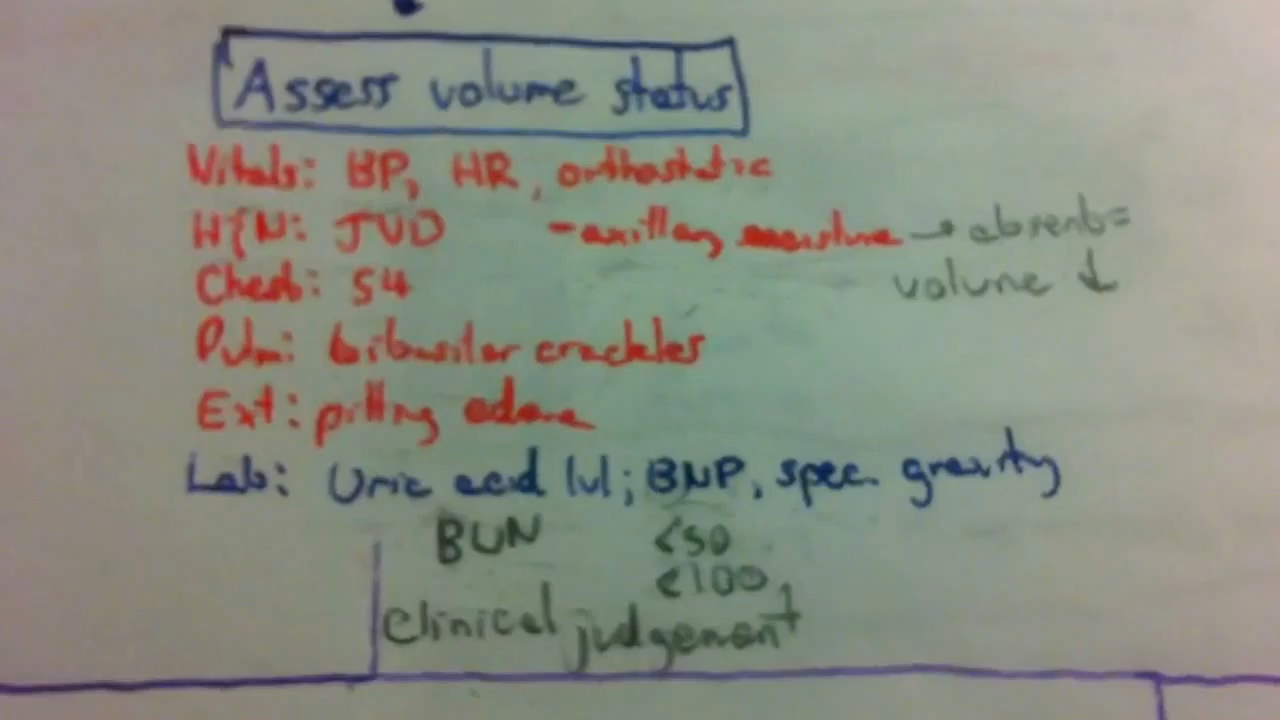 Assess volume status
Vitals: BP, HR, orthostatic
H{N: JVD -axillary moisture → absent=
volume ↓
Chest: S4
Pulm: bibasilar crackles
Ext: pitting edema
Lab: Uric acid lvl; BNP, spec. gravity
BUN <50
<100
clinical judgement